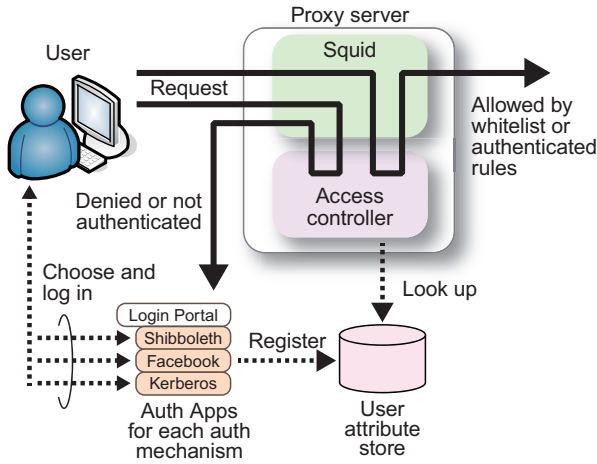 Proxy server
User
Squid
Request
Allowed by
whitelist or
authenticated
rules
Denied or not
authenticated
Access
controller
Choose and
log in
Look up
Login Portal
Shibboleth
Facebook
Kerberos
Register
Auth Apps
for each auth
mechanism
User
attribute
store